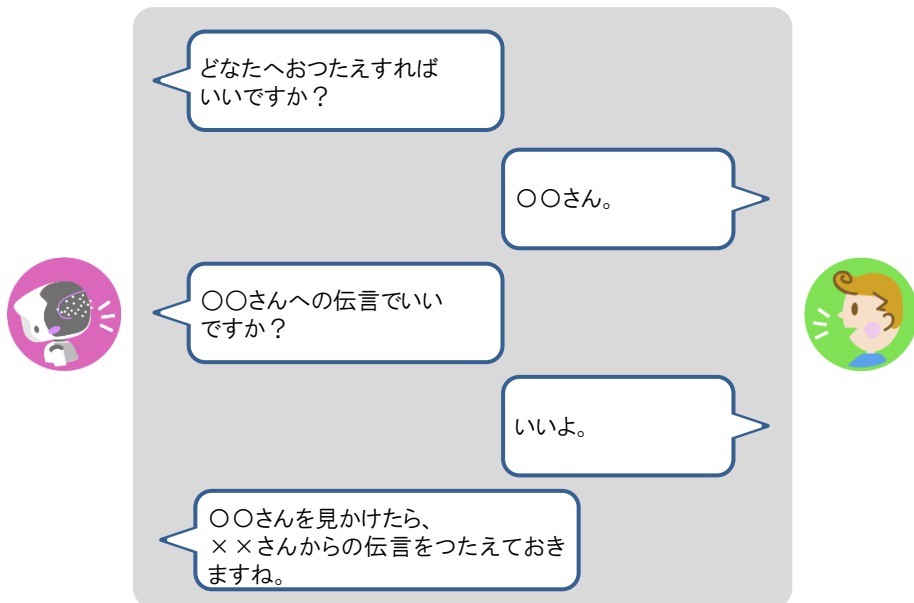 どなたへおつたえすれば
いいですか？
〇〇さん。
〇〇さんへの伝言でいい
ですか？
いいよ。
〇〇さんを見かけたら、
××さんからの伝言をつたえておき
ますね。